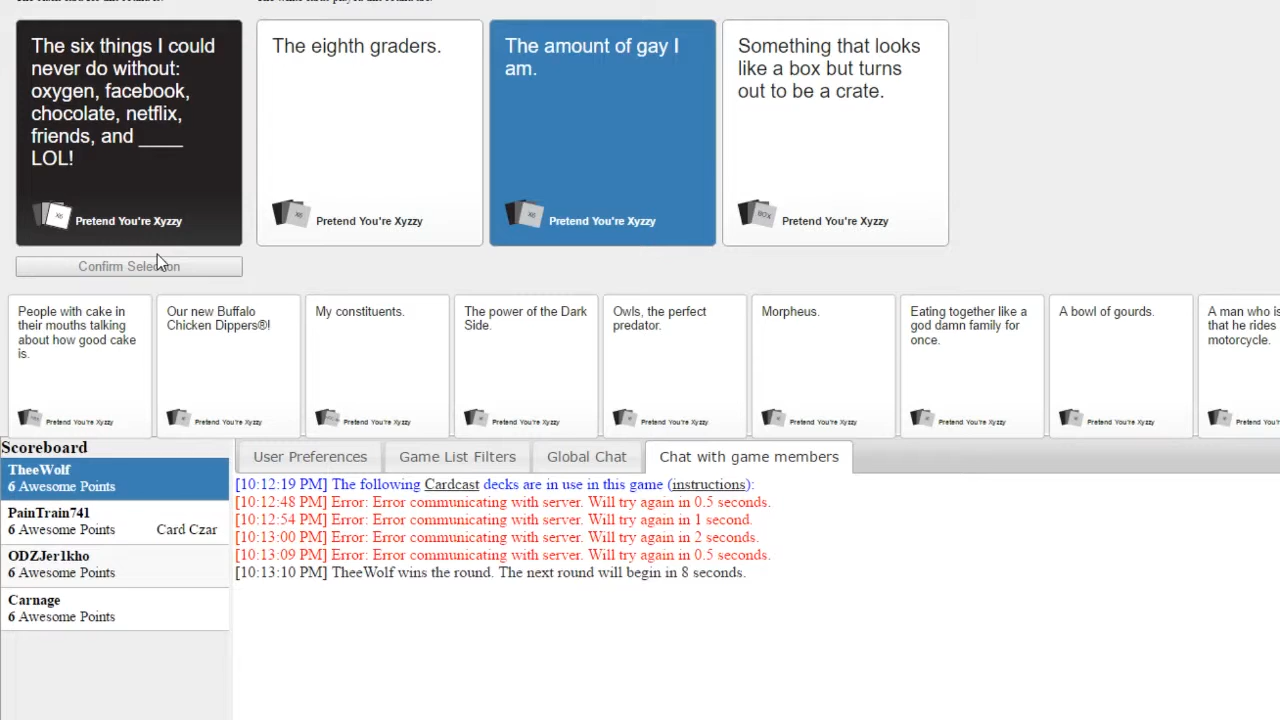 The six things I could
never do without:
oxygen, facebook,
chocolate, netflix,
friends, and ____
LOL!
Pretend You're Xyzzy
The eighth graders.
Pretend You're Xyzzy
The amount of gay I
am.
Pretend You're Xyzzy
Something that looks
like a box but turns
out to be a crate.
BOX
Pretend You're Xyzzy
Confirm Selection
People with cake in
their mouths talking
about how good cake
is.
Pretend You're Xyzzy
Our new Buffalo
Chicken Dippers®!
Pretend You're Xyzzy
My constituents.
Pretend You're Xyzzy
The power of the Dark
Side.
Pretend You're Xyzzy
Owls, the perfect
predator.
Pretend You're Xyzzy
Morpheus.
Pretend You're Xyzzy
Eating together like a
god damn family for
once.
Pretend You're Xyzzy
A bowl of gourds.
Pretend You're Xyzzy
A man who is
that he rides
motorcycle.
Pretend You
Scoreboard
TheeWolf
6 Awesome Points
PainTrain741
6 Awesome Points Card Czar
ODZJer1kho
6 Awesome Points
Carnage
6 Awesome Points
User Preferences Game List Filters Global Chat Chat with game members
[10:12:19 PM] The following Cardcast decks are in use in this game (instructions):
[10:12:48 PM] Error: Error communicating with server. Will try again in 0.5 seconds.
[10:12:54 PM] Error: Error communicating with server. Will try again in 1 second.
[10:13:00 PM] Error: Error communicating with server. Will try again in 2 seconds.
[10:13:09 PM] Error: Error communicating with server. Will try again in 0.5 seconds.
[10:13:10 PM] TheeWolf wins the round. The next round will begin in 8 seconds.